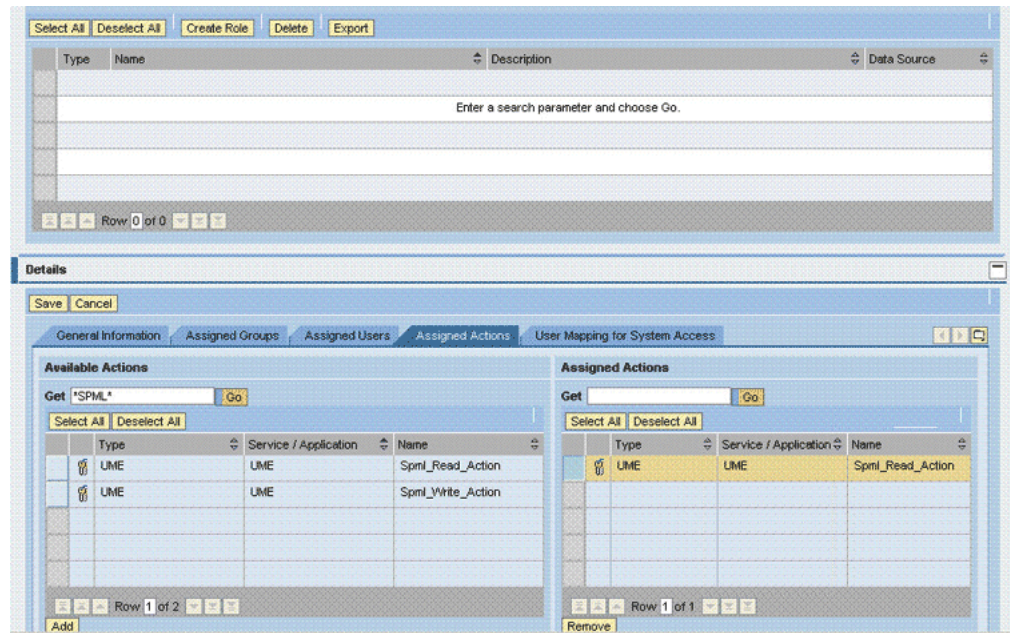 Select All Deselect All Create Role Delete Export
Type Name Description Data Source
Enter a search parameter and choose Go.
Row 0 of 0
Details
Save Cancel
General Information Assigned Groups Assigned Users Assigned Actions User Mapping for System Access
Available Actions Assigned Actions
Get *SPML* Go Get Go
Select All Deselect All Select All Deselect All
Type Service / Application Name Type Service / Application Name
UME UME Spml_Read_Action UME UME Spml_Read_Action
UME UME Spml_Write_Action
Row 1 of 2 Row 1 of 1
Add Remove